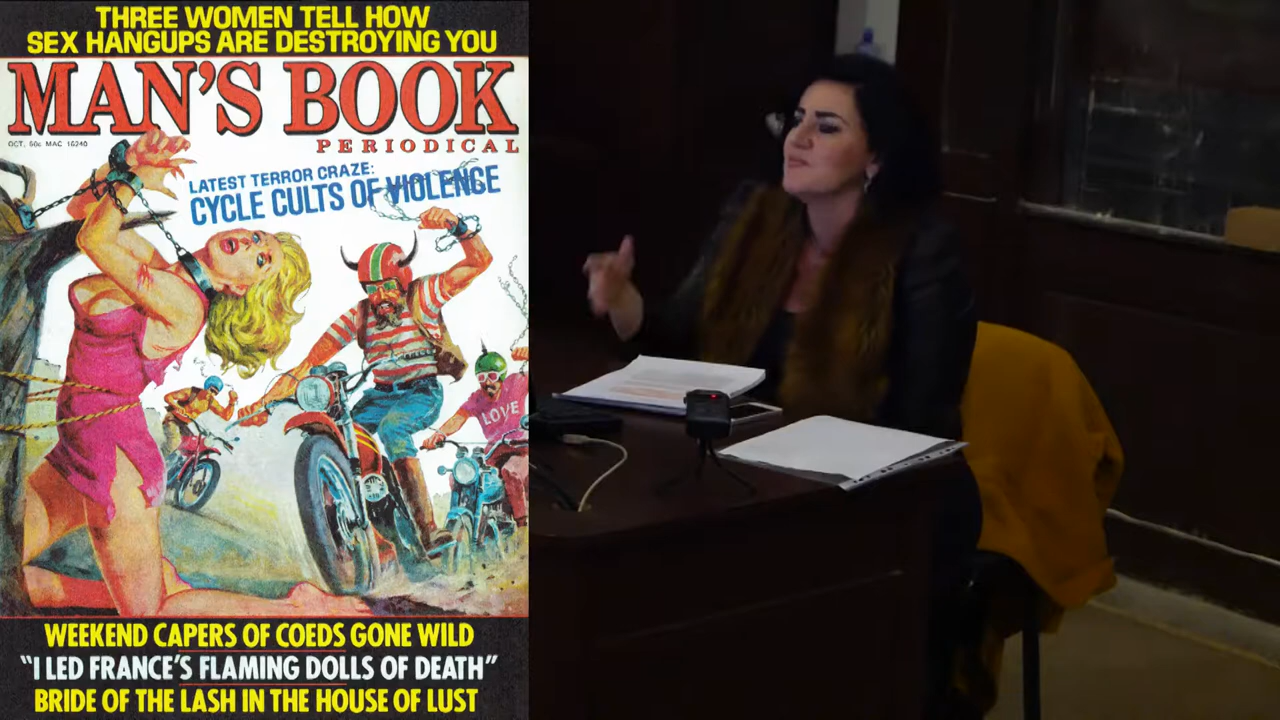 THREE WOMEN TELL HOW
SEX HANGUPS ARE DESTROYING YOU
MAN'S BOOK
PERIODICAL
OCT. 50c MAC 16240
LATEST TERROR CRAZE:
CYCLE CULTS OF VIOLENCE
LOVE
WEEKEND CAPERS OF COEDS GONE WILD
"I LED FRANCE'S FLAMING DOLLS OF DEATH"
BRIDE OF THE LASH IN THE HOUSE OF LUST